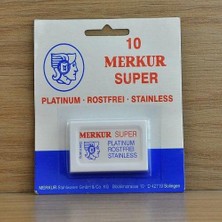 10
MERKUR
SUPER
PLATINUM · ROSTFREI · STAINLESS
MERKUR SUPER
PLATINUM
ROSTFREI
STAINLESS